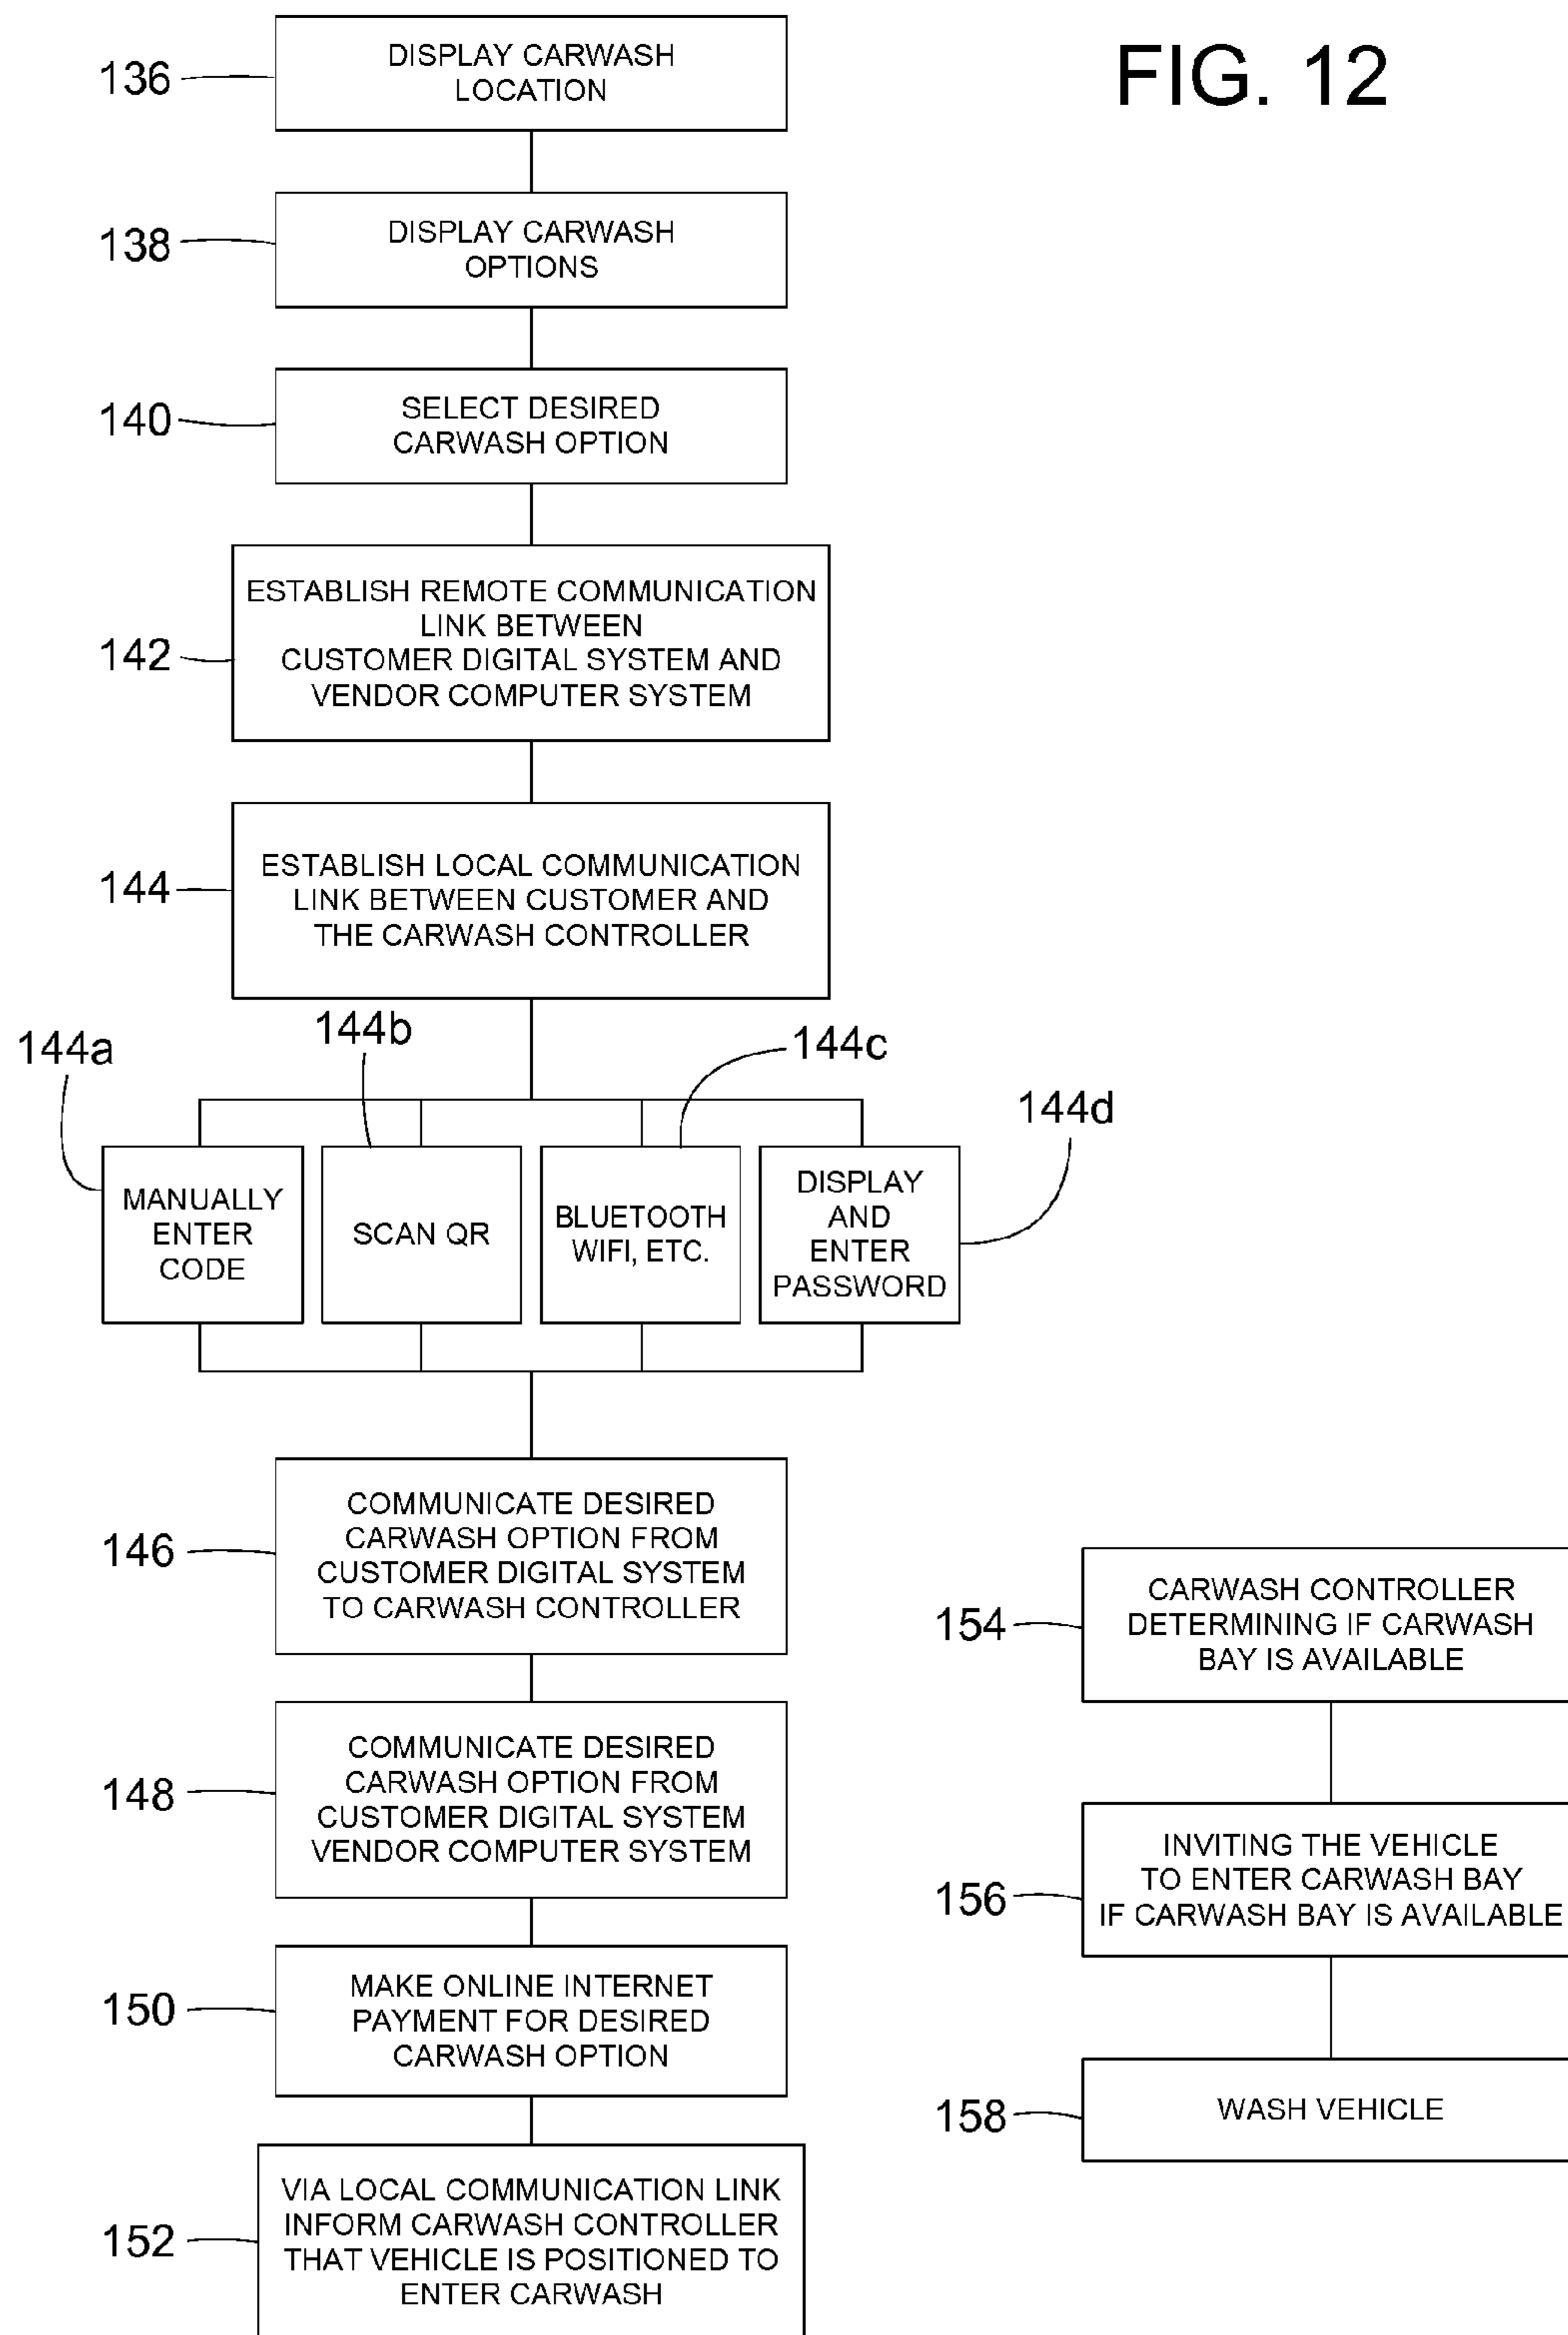 FIG. 12
136
DISPLAY CARWASH
LOCATION
138
DISPLAY CARWASH
OPTIONS
140
SELECT DESIRED
CARWASH OPTION
142
ESTABLISH REMOTE COMMUNICATION
LINK BETWEEN
CUSTOMER DIGITAL SYSTEM AND
VENDOR COMPUTER SYSTEM
144
ESTABLISH LOCAL COMMUNICATION
LINK BETWEEN CUSTOMER AND
THE CARWASH CONTROLLER
144a
MANUALLY
ENTER
CODE
144b
SCAN QR
144c
BLUETOOTH
WIFI, ETC.
144d
DISPLAY
AND
ENTER
PASSWORD
146
COMMUNICATE DESIRED
CARWASH OPTION FROM
CUSTOMER DIGITAL SYSTEM
TO CARWASH CONTROLLER
148
COMMUNICATE DESIRED
CARWASH OPTION FROM
CUSTOMER DIGITAL SYSTEM
VENDOR COMPUTER SYSTEM
150
MAKE ONLINE INTERNET
PAYMENT FOR DESIRED
CARWASH OPTION
152
VIA LOCAL COMMUNICATION LINK
INFORM CARWASH CONTROLLER
THAT VEHICLE IS POSITIONED TO
ENTER CARWASH
154
CARWASH CONTROLLER
DETERMINING IF CARWASH
BAY IS AVAILABLE
156
INVITING THE VEHICLE
TO ENTER CARWASH BAY
IF CARWASH BAY IS AVAILABLE
158
WASH VEHICLE